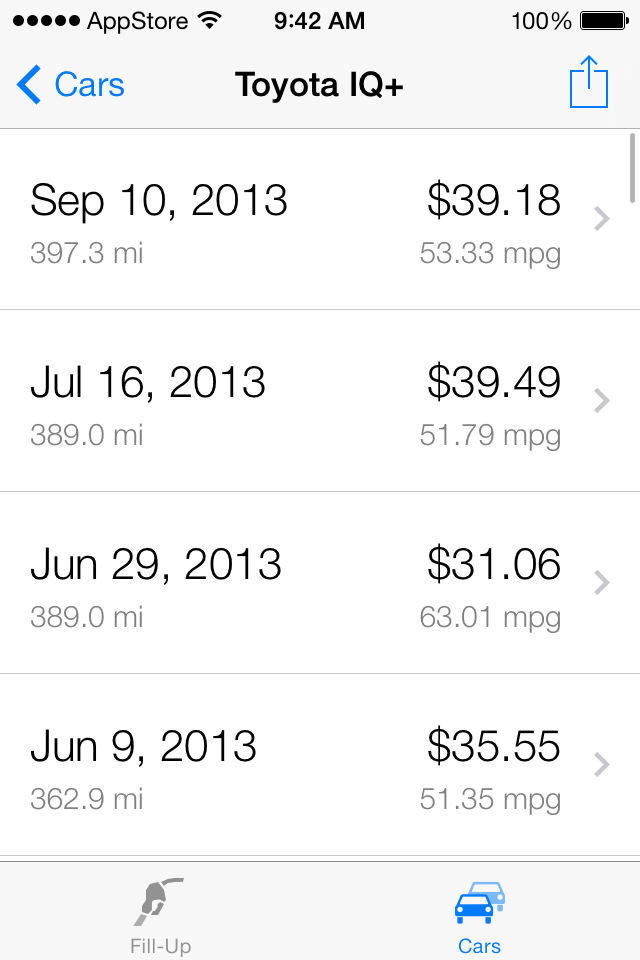 AppStore 9:42 AM 100%
Cars Toyota IQ+
Sep 10, 2013 $39.18
397.3 mi 53.33 mpg
Jul 16, 2013 $39.49
389.0 mi 51.79 mpg
Jun 29, 2013 $31.06
389.0 mi 63.01 mpg
Jun 9, 2013 $35.55
362.9 mi 51.35 mpg
Fill-Up Cars